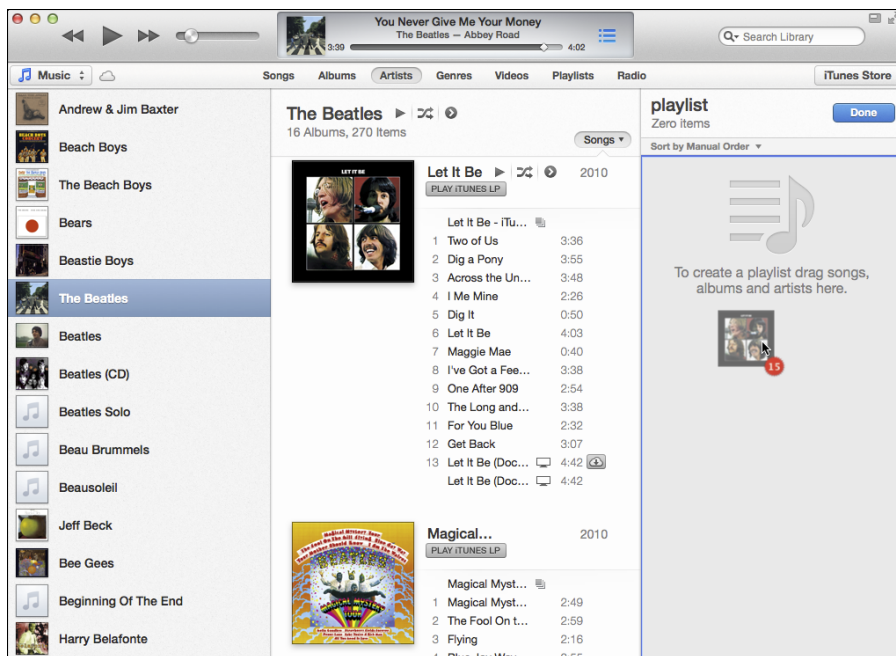 You Never Give Me Your Money
The Beatles — Abbey Road
3:39
4:02
Search Library
Music
Songs
Albums
Artists
Genres
Videos
Playlists
Radio
iTunes Store
Andrew & Jim Baxter
Beach Boys
The Beach Boys
Bears
Beastie Boys
The Beatles
Beatles
Beatles (CD)
Beatles Solo
Beau Brummels
Beausoleil
Jeff Beck
Bee Gees
Beginning Of The End
Harry Belafonte
The Beatles
16 Albums, 270 Items
Songs
LET IT BE
Let It Be 2010
PLAY iTUNES LP
Let It Be - iTu...
1 Two of Us 3:36
2 Dig a Pony 3:55
3 Across the Un... 3:48
4 I Me Mine 2:26
5 Dig It 0:50
6 Let It Be 4:03
7 Maggie Mae 0:40
8 I've Got a Fee... 3:38
9 One After 909 2:54
10 The Long and... 3:38
11 For You Blue 2:32
12 Get Back 3:07
13 Let It Be (Doc... 4:42
Let It Be (Doc... 4:42
MAGICAL MYSTERY TOUR
Magical... 2010
PLAY iTUNES LP
Magical Myst...
1 Magical Myst... 2:49
2 The Fool On t... 2:59
3 Flying 2:16
4 Blue Jay Way
playlist
Zero items
Done
Sort by Manual Order
To create a playlist drag songs,
albums and artists here.
15